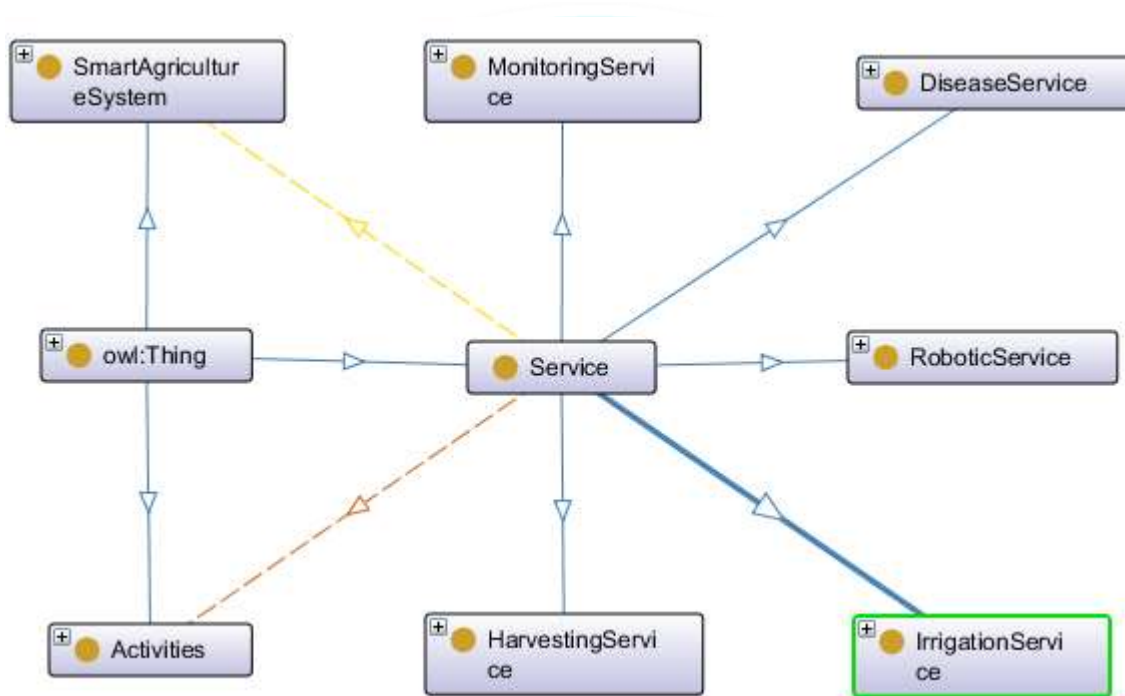 SmartAgricultur
eSystem
MonitoringServi
ce
DiseaseService
owl:Thing
Service
RoboticService
Activities
HarvestingServi
ce
IrrigationServi
ce